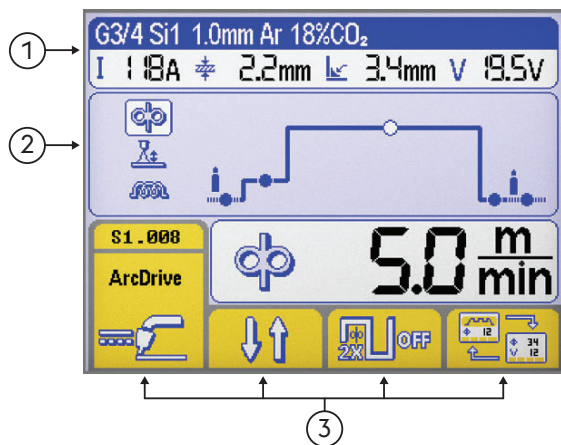 G3/4 Si1 1.0mm Ar 18%CO₂
I 118A 2.2mm 3.4mm V 19.5V
S1.008
ArcDrive
5.0 m/min
2X OFF
12
34
V 12
1
2
3